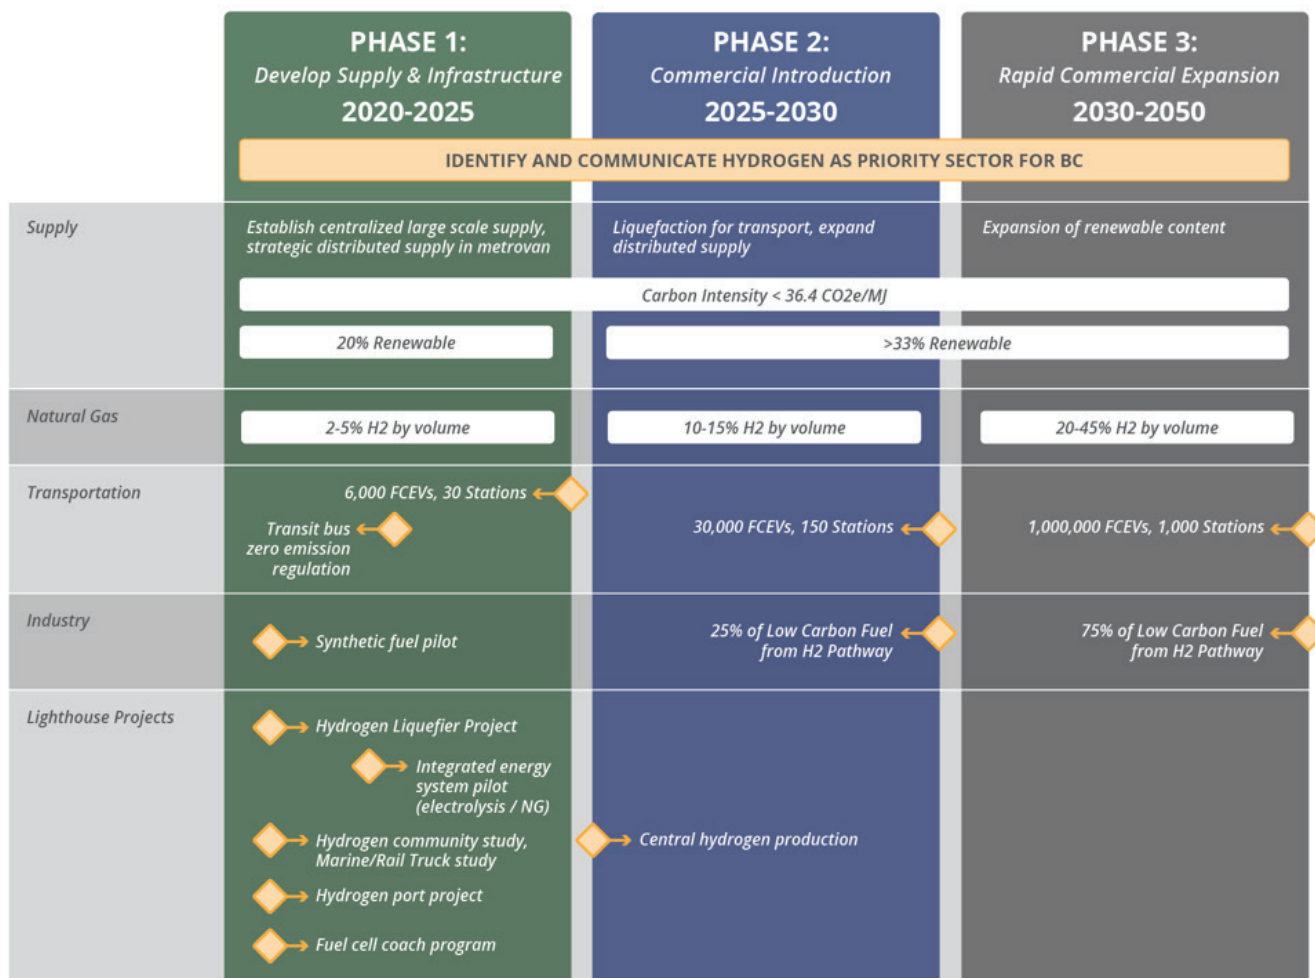 PHASE 1:
Develop Supply & Infrastructure
2020-2025
PHASE 2:
Commercial Introduction
2025-2030
PHASE 3:
Rapid Commercial Expansion
2030-2050
IDENTIFY AND COMMUNICATE HYDROGEN AS PRIORITY SECTOR FOR BC
Supply
Establish centralized large scale supply,
strategic distributed supply in metrovan
Liquefaction for transport, expand
distributed supply
Expansion of renewable content
Carbon Intensity < 36.4 CO2e/MJ
20% Renewable
>33% Renewable
Natural Gas
2-5% H2 by volume
10-15% H2 by volume
20-45% H2 by volume
Transportation
6,000 FCEVs, 30 Stations
Transit bus
zero emission
regulation
30,000 FCEVs, 150 Stations
1,000,000 FCEVs, 1,000 Stations
Industry
Synthetic fuel pilot
25% of Low Carbon Fuel
from H2 Pathway
75% of Low Carbon Fuel
from H2 Pathway
Lighthouse Projects
Hydrogen Liquefier Project
Integrated energy
system pilot
(electrolysis / NG)
Hydrogen community study,
Marine/Rail Truck study
Central hydrogen production
Hydrogen port project
Fuel cell coach program